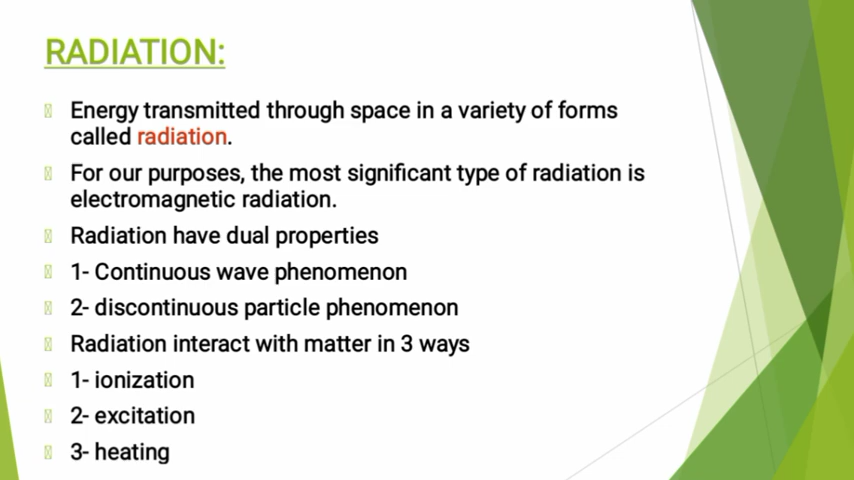 RADIATION:
Energy transmitted through space in a variety of forms
called radiation.
For our purposes, the most significant type of radiation is
electromagnetic radiation.
Radiation have dual properties
1- Continuous wave phenomenon
2- discontinuous particle phenomenon
Radiation interact with matter in 3 ways
1- ionization
2- excitation
3- heating